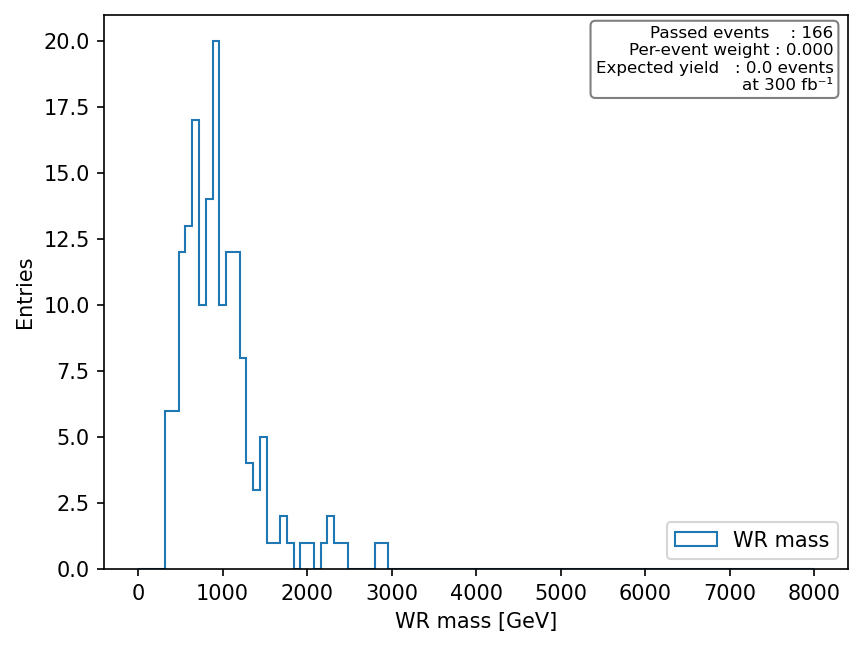 Passed events    : 166
Per-event weight : 0.000
Expected yield   : 0.0 events
at 300 fb⁻¹
20.0
17.5
15.0
12.5
10.0
7.5
5.0
2.5
0.0
Entries
WR mass
0 1000 2000 3000 4000 5000 6000 7000 8000
WR mass [GeV]